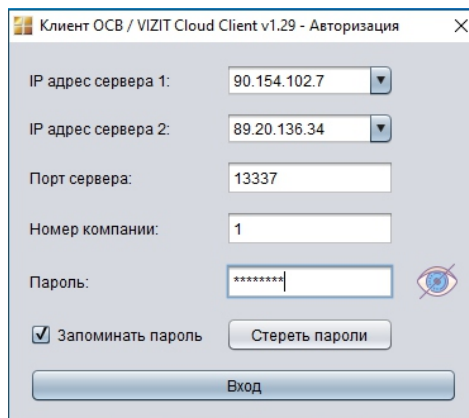 Клиент ОСВ / VIZIT Cloud Client v1.29 - Авторизация
IP адрес сервера 1: 90.154.102.7
IP адрес сервера 2: 89.20.136.34
Порт сервера: 13337
Номер компании: 1
Пароль: ********
Запоминать пароль Стереть пароли
Вход